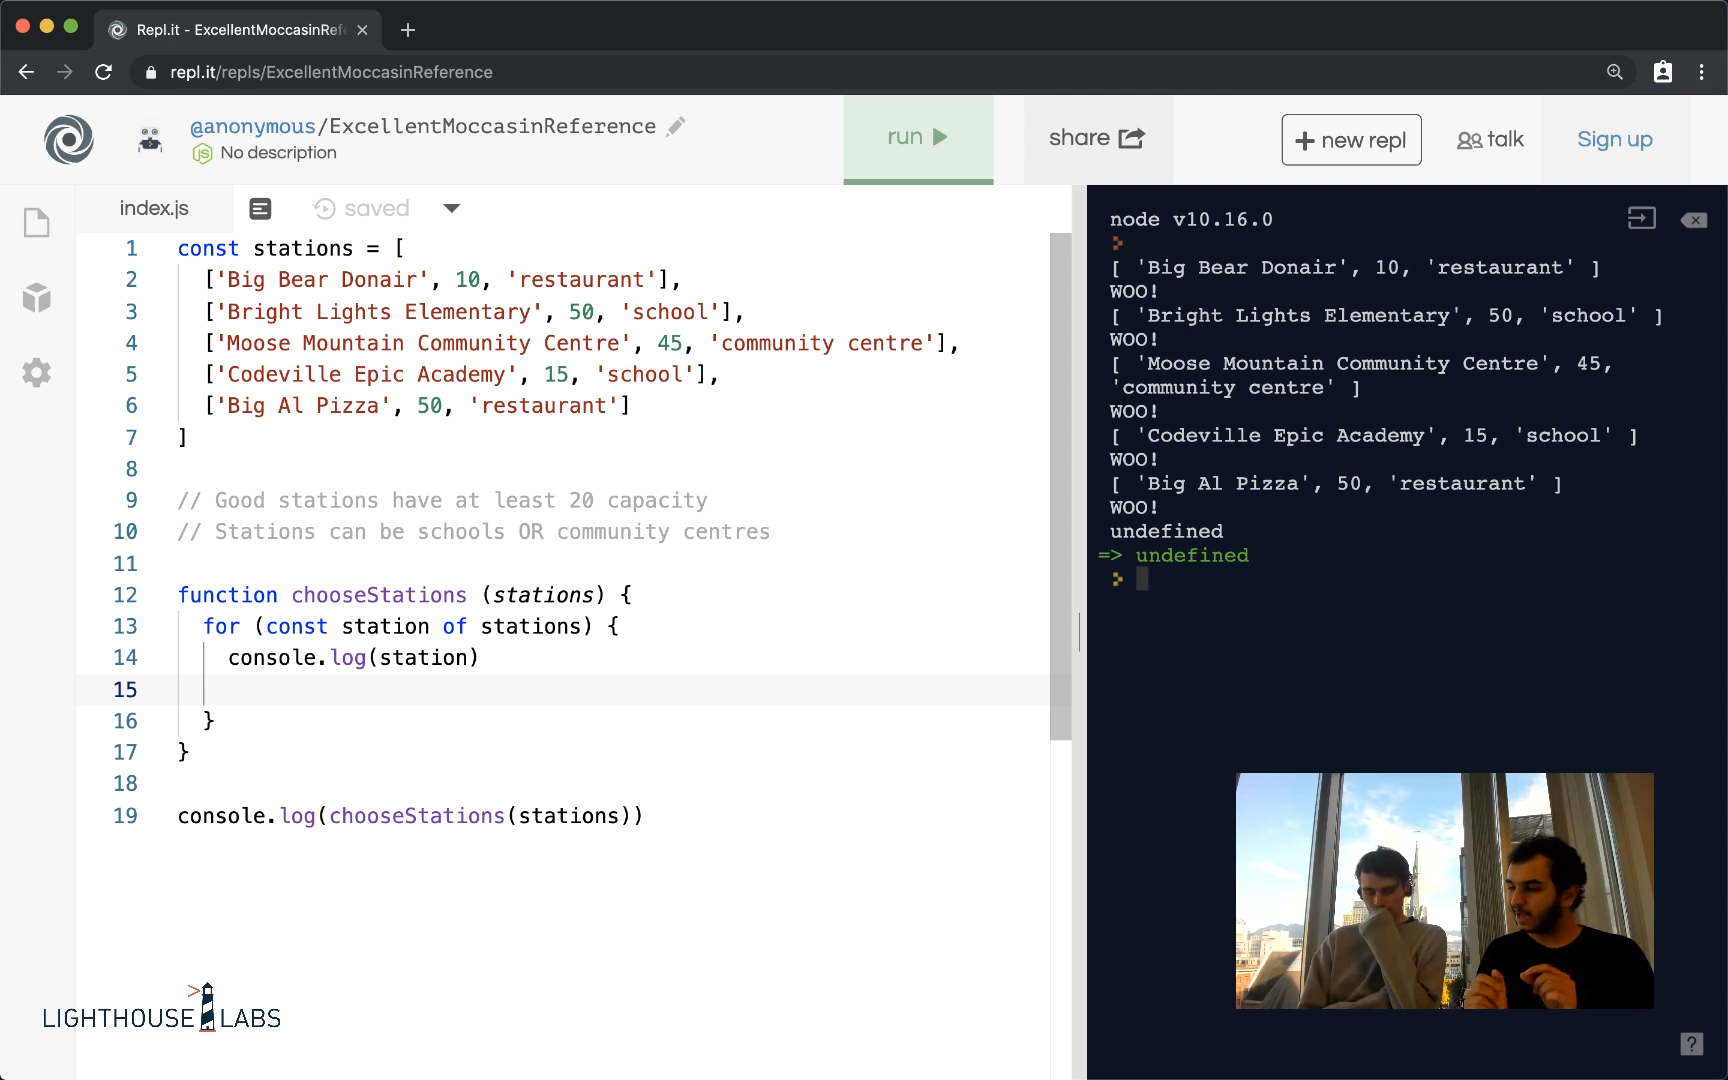 Repl.it - ExcellentMoccasinRef
repl.it/repls/ExcellentMoccasinReference
@anonymous/ExcellentMoccasinReference
No description
run
share
+ new repl
talk
Sign up
index.js
saved
1 const stations = [
2 ['Big Bear Donair', 10, 'restaurant'],
3 ['Bright Lights Elementary', 50, 'school'],
4 ['Moose Mountain Community Centre', 45, 'community centre'],
5 ['Codeville Epic Academy', 15, 'school'],
6 ['Big Al Pizza', 50, 'restaurant']
7 ]
8
9 // Good stations have at least 20 capacity
10 // Stations can be schools OR community centres
11
12 function chooseStations (stations) {
13 for (const station of stations) {
14 console.log(station)
15
16 }
17 }
18
19 console.log(chooseStations(stations))
node v10.16.0
[ 'Big Bear Donair', 10, 'restaurant' ]
WOO!
[ 'Bright Lights Elementary', 50, 'school' ]
WOO!
[ 'Moose Mountain Community Centre', 45,
'community centre' ]
WOO!
[ 'Codeville Epic Academy', 15, 'school' ]
WOO!
[ 'Big Al Pizza', 50, 'restaurant' ]
WOO!
undefined
=> undefined
LIGHTHOUSE LABS
?